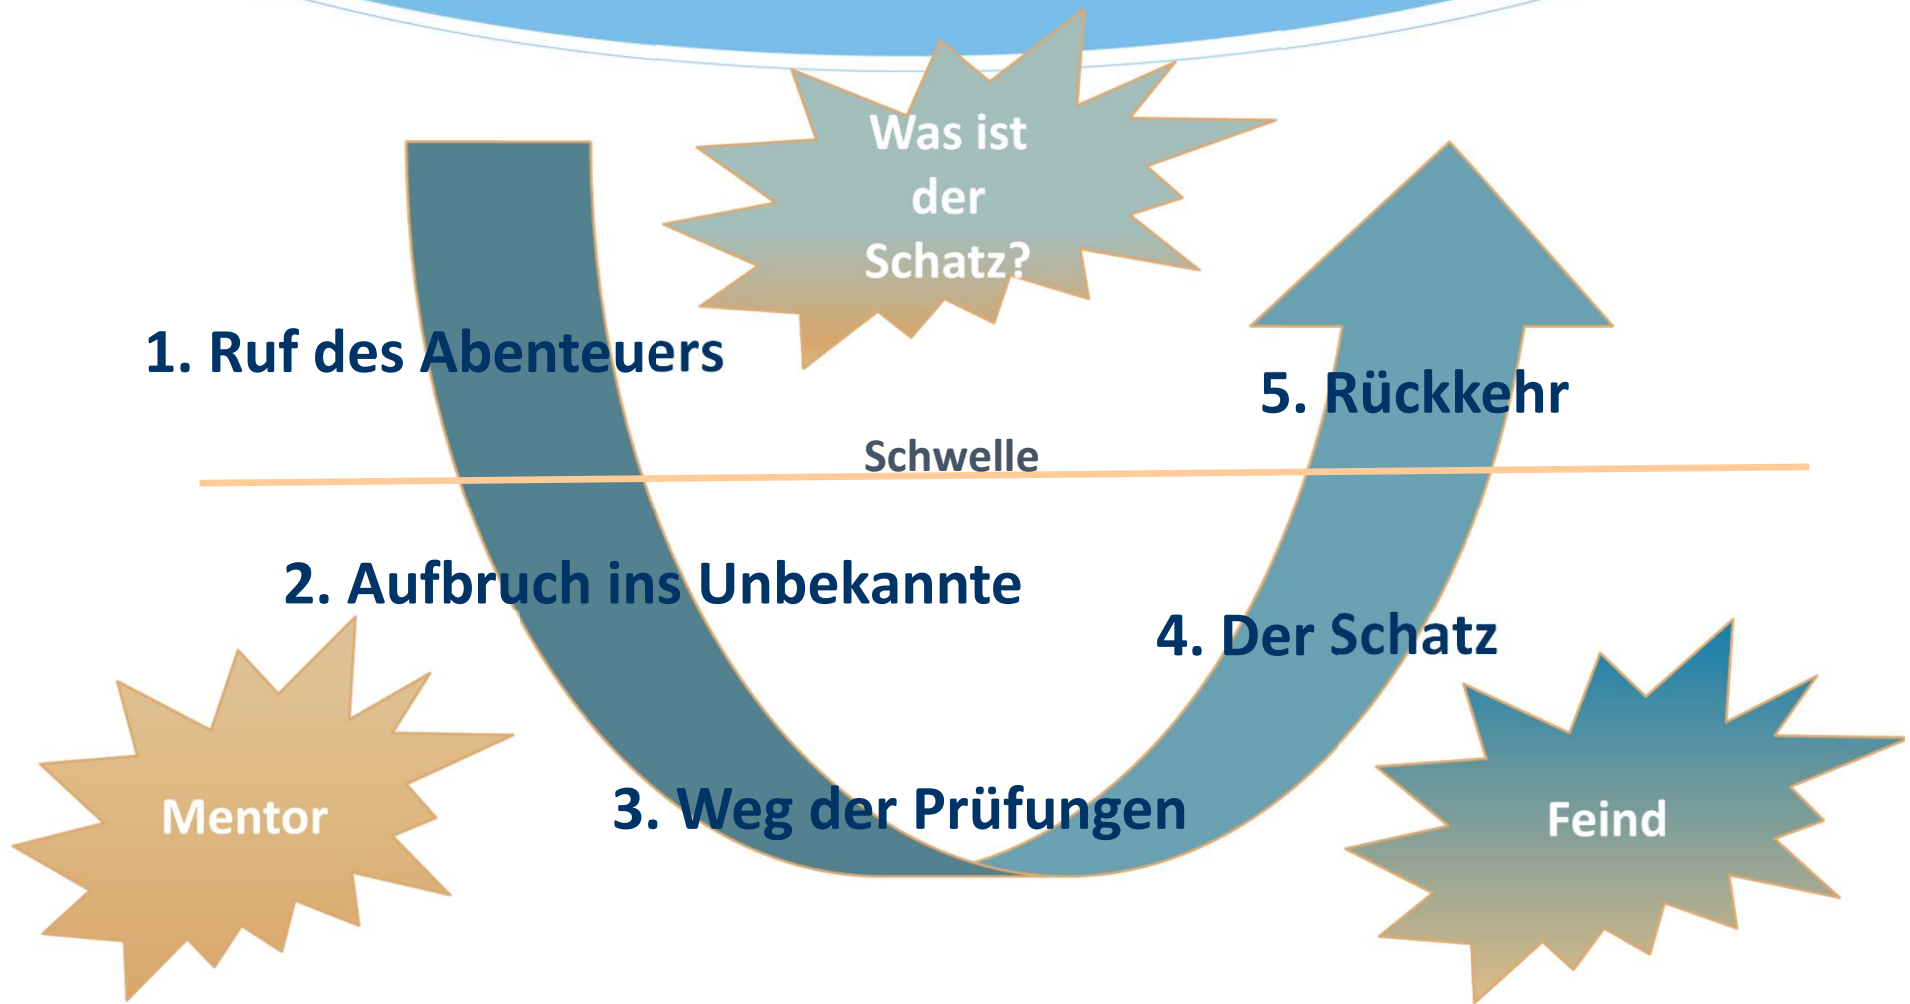 Was ist
der
Schatz?
1. Ruf des Abenteuers
5. Rückkehr
Schwelle
2. Aufbruch ins Unbekannte
4. Der Schatz
3. Weg der Prüfungen
Mentor
Feind